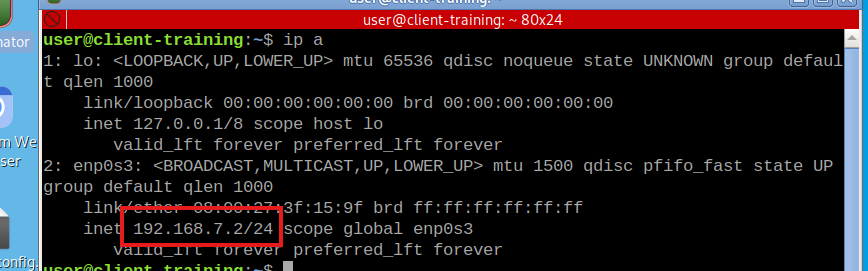 user@client-training: ~
user@client-training: ~ 80x24
nator
m We
ser
config.
user@client-training:~$ ip a
1: lo: <LOOPBACK,UP,LOWER_UP> mtu 65536 qdisc noqueue state UNKNOWN group defaul
t qlen 1000
    link/loopback 00:00:00:00:00:00 brd 00:00:00:00:00:00
    inet 127.0.0.1/8 scope host lo
       valid_lft forever preferred_lft forever
2: enp0s3: <BROADCAST,MULTICAST,UP,LOWER_UP> mtu 1500 qdisc pfifo_fast state UP
group default qlen 1000
    link/ether 08:00:27:3f:15:9f brd ff:ff:ff:ff:ff:ff
    inet 192.168.7.2/24 scope global enp0s3
       valid_lft forever preferred_lft forever
user@client-training:~$